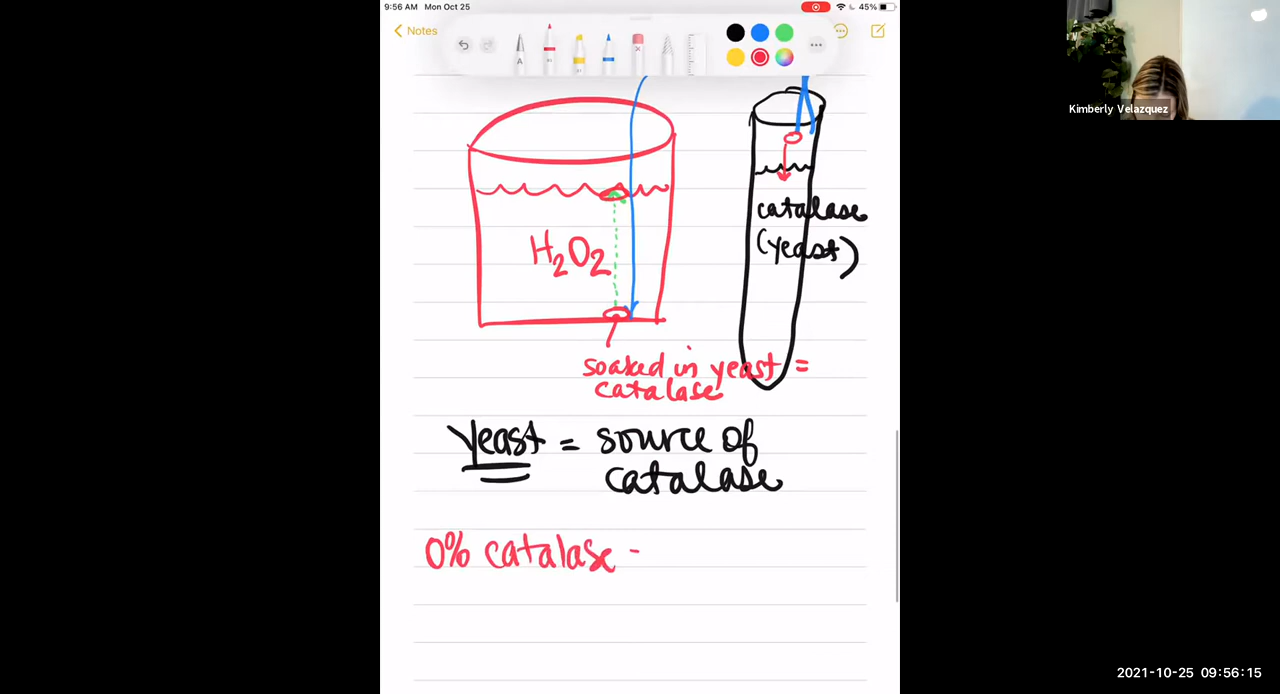 9:56 AM Mon Oct 25
45%
Notes
A
Kimberly Velazquez
H2O2
catalase
(yeast)
soaked in yeast =
catalase
yeast = source of
catalase
0% catalase -
2021-10-25 09:56:15